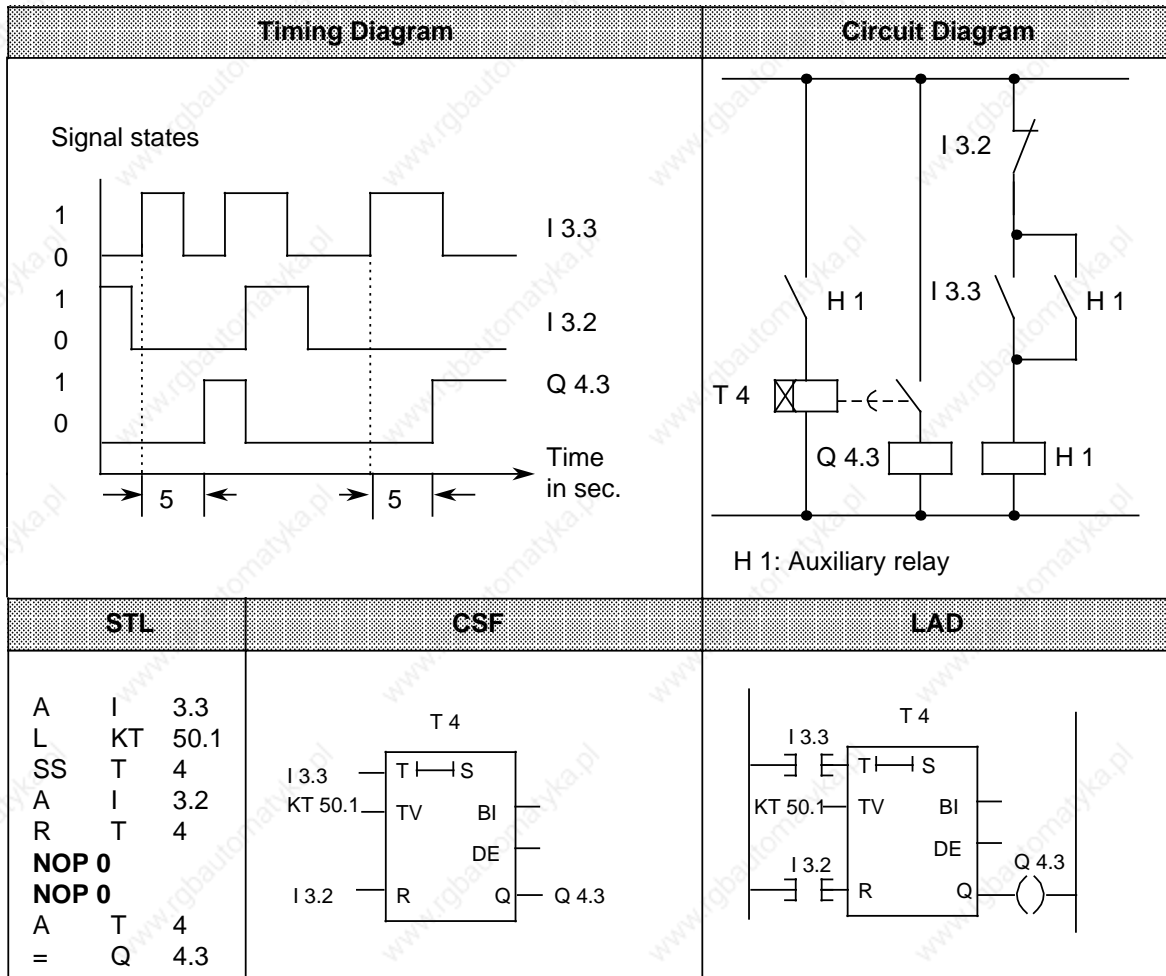 Timing Diagram
Circuit Diagram
Signal states
1
0
I 3.3
1
0
I 3.2
1
0
Q 4.3
Time
in sec.
5
5
I 3.2
I 3.3
H 1
H 1
T 4
Q 4.3
H 1
H 1: Auxiliary relay
STL
CSF
LAD
A I 3.3
L KT 50.1
SS T 4
A I 3.2
R T 4
NOP 0
NOP 0
A T 4
= Q 4.3
T 4
I 3.3 T S
KT 50.1 TV BI
DE
I 3.2 R Q Q 4.3
T 4
I 3.3
T S
KT 50.1 TV BI
DE
I 3.2 Q 4.3
R Q
www.rgbautomatyka.pl